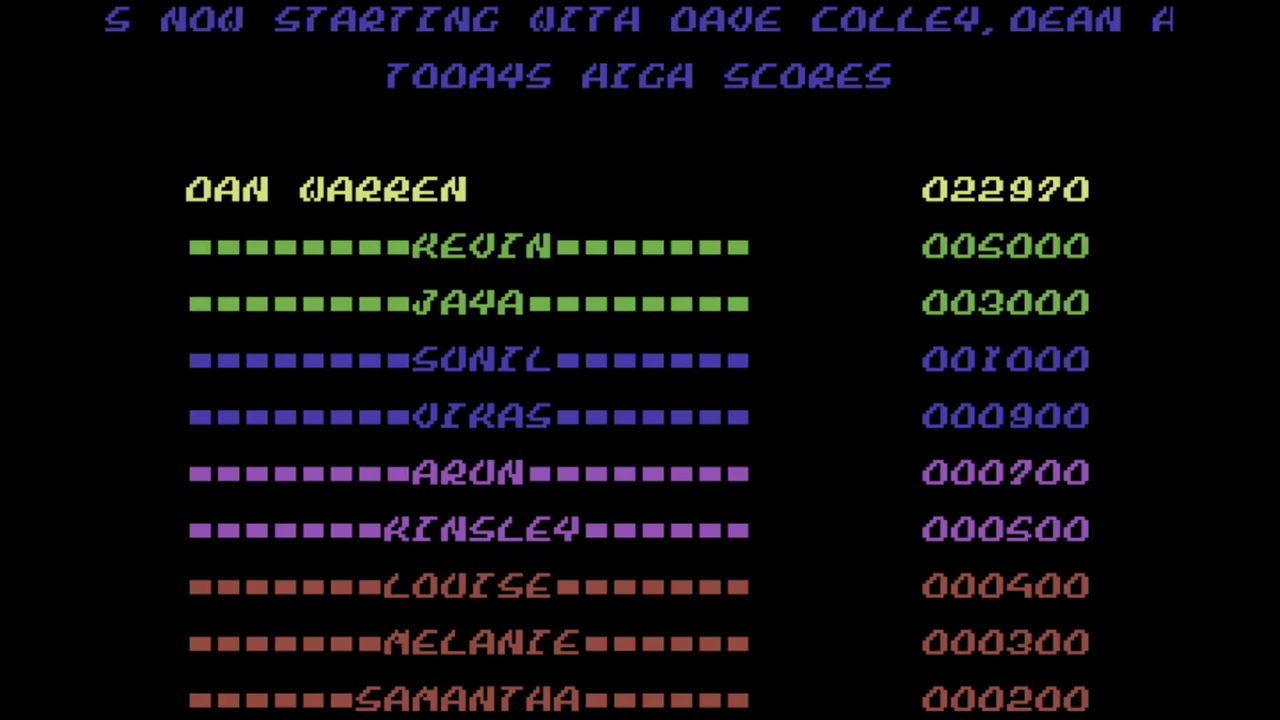 S NOW STARTING WITH DAVE COLLEY, DEAN
TODAYS HIGH SCORES
DAN WARREN 022970
KEVIN 005000
JAYA 003000
SUNIL 001000
VIKAS 000900
ARUN 000700
KINSLEY 000500
LOUISE 000400
MELANIE 000300
SAMANTHA 000200